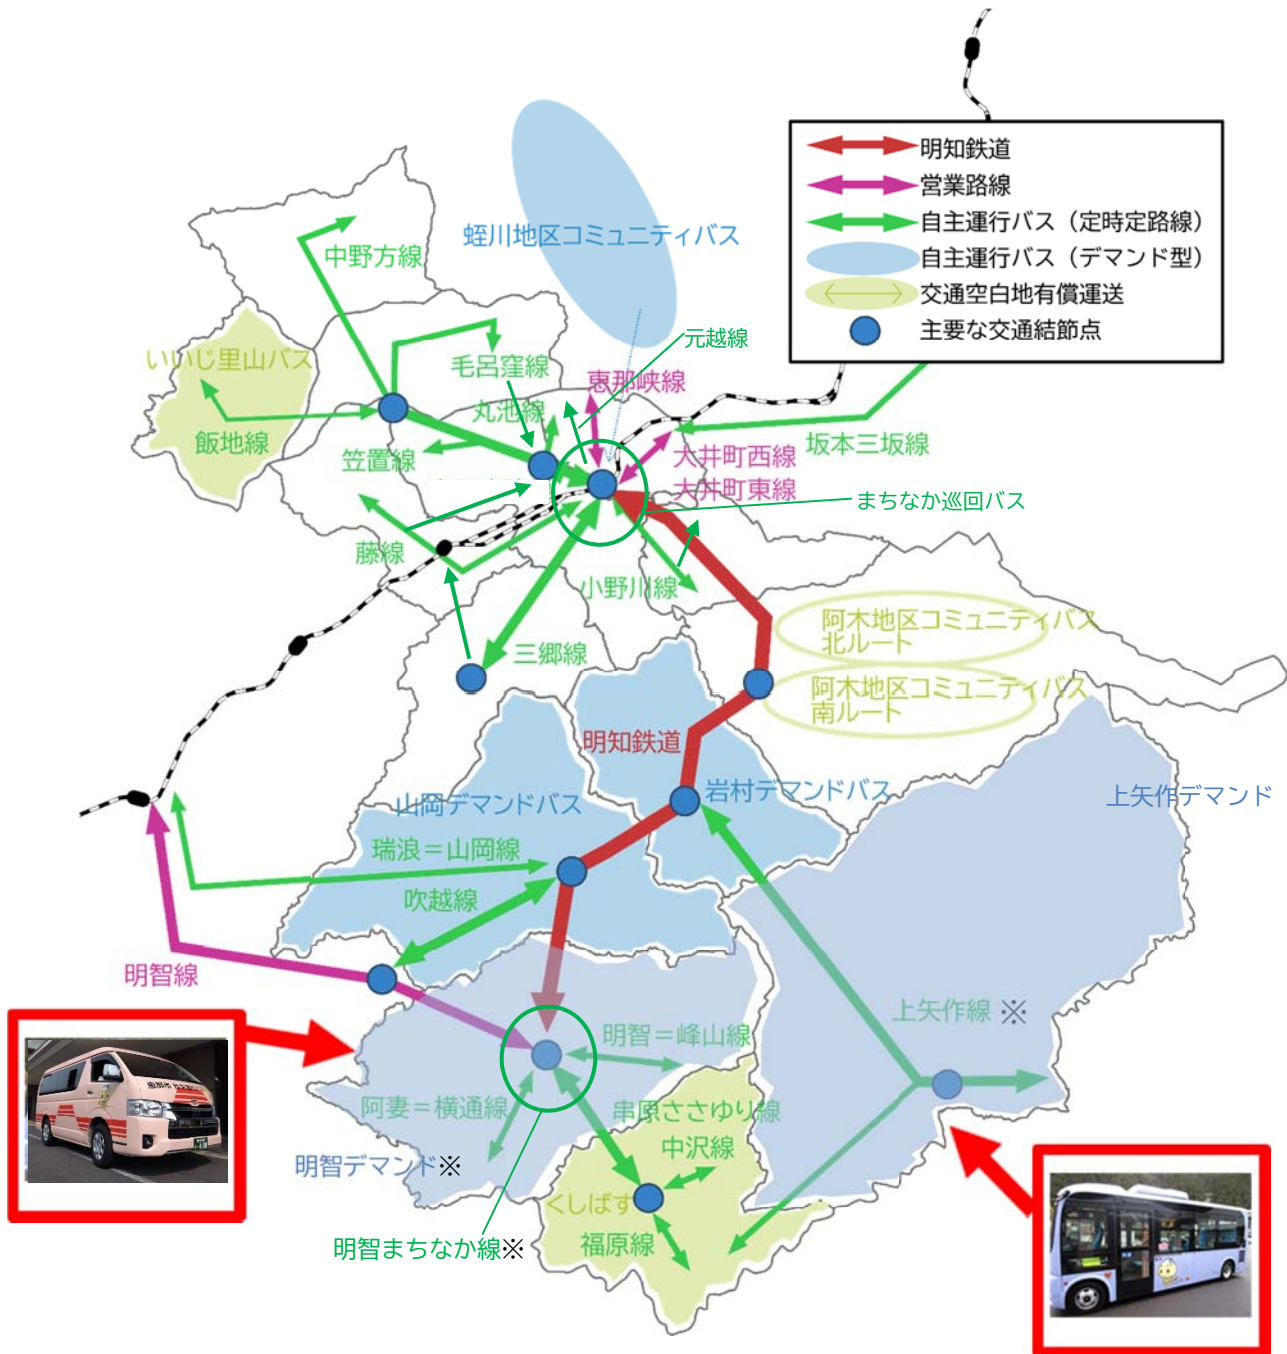 明知鉄道
営業路線
自主運行バス（定時定路線）
自主運行バス（デマンド型）
交通空白地有償運送
主要な交通結節点
蛭川地区コミュニティバス
中野方線
元越線
いいじ里山バス
毛呂窪線
恵那峡線
丸池線
飯地線
笠置線
坂本三坂線
大井町西線
大井町東線
まちなか巡回バス
藤線
小野川線
阿木地区コミュニティバス
北ルート
三郷線
阿木地区コミュニティバス
南ルート
明知鉄道
岩村デマンドバス
上矢作デマンド
山岡デマンドバス
瑞浪＝山岡線
吹越線
明智線
上矢作線※
明智＝峰山線
阿妻＝横通線
串原ささゆり線
中沢線
明智デマンド※
くしばす
福原線
明智まちなか線※